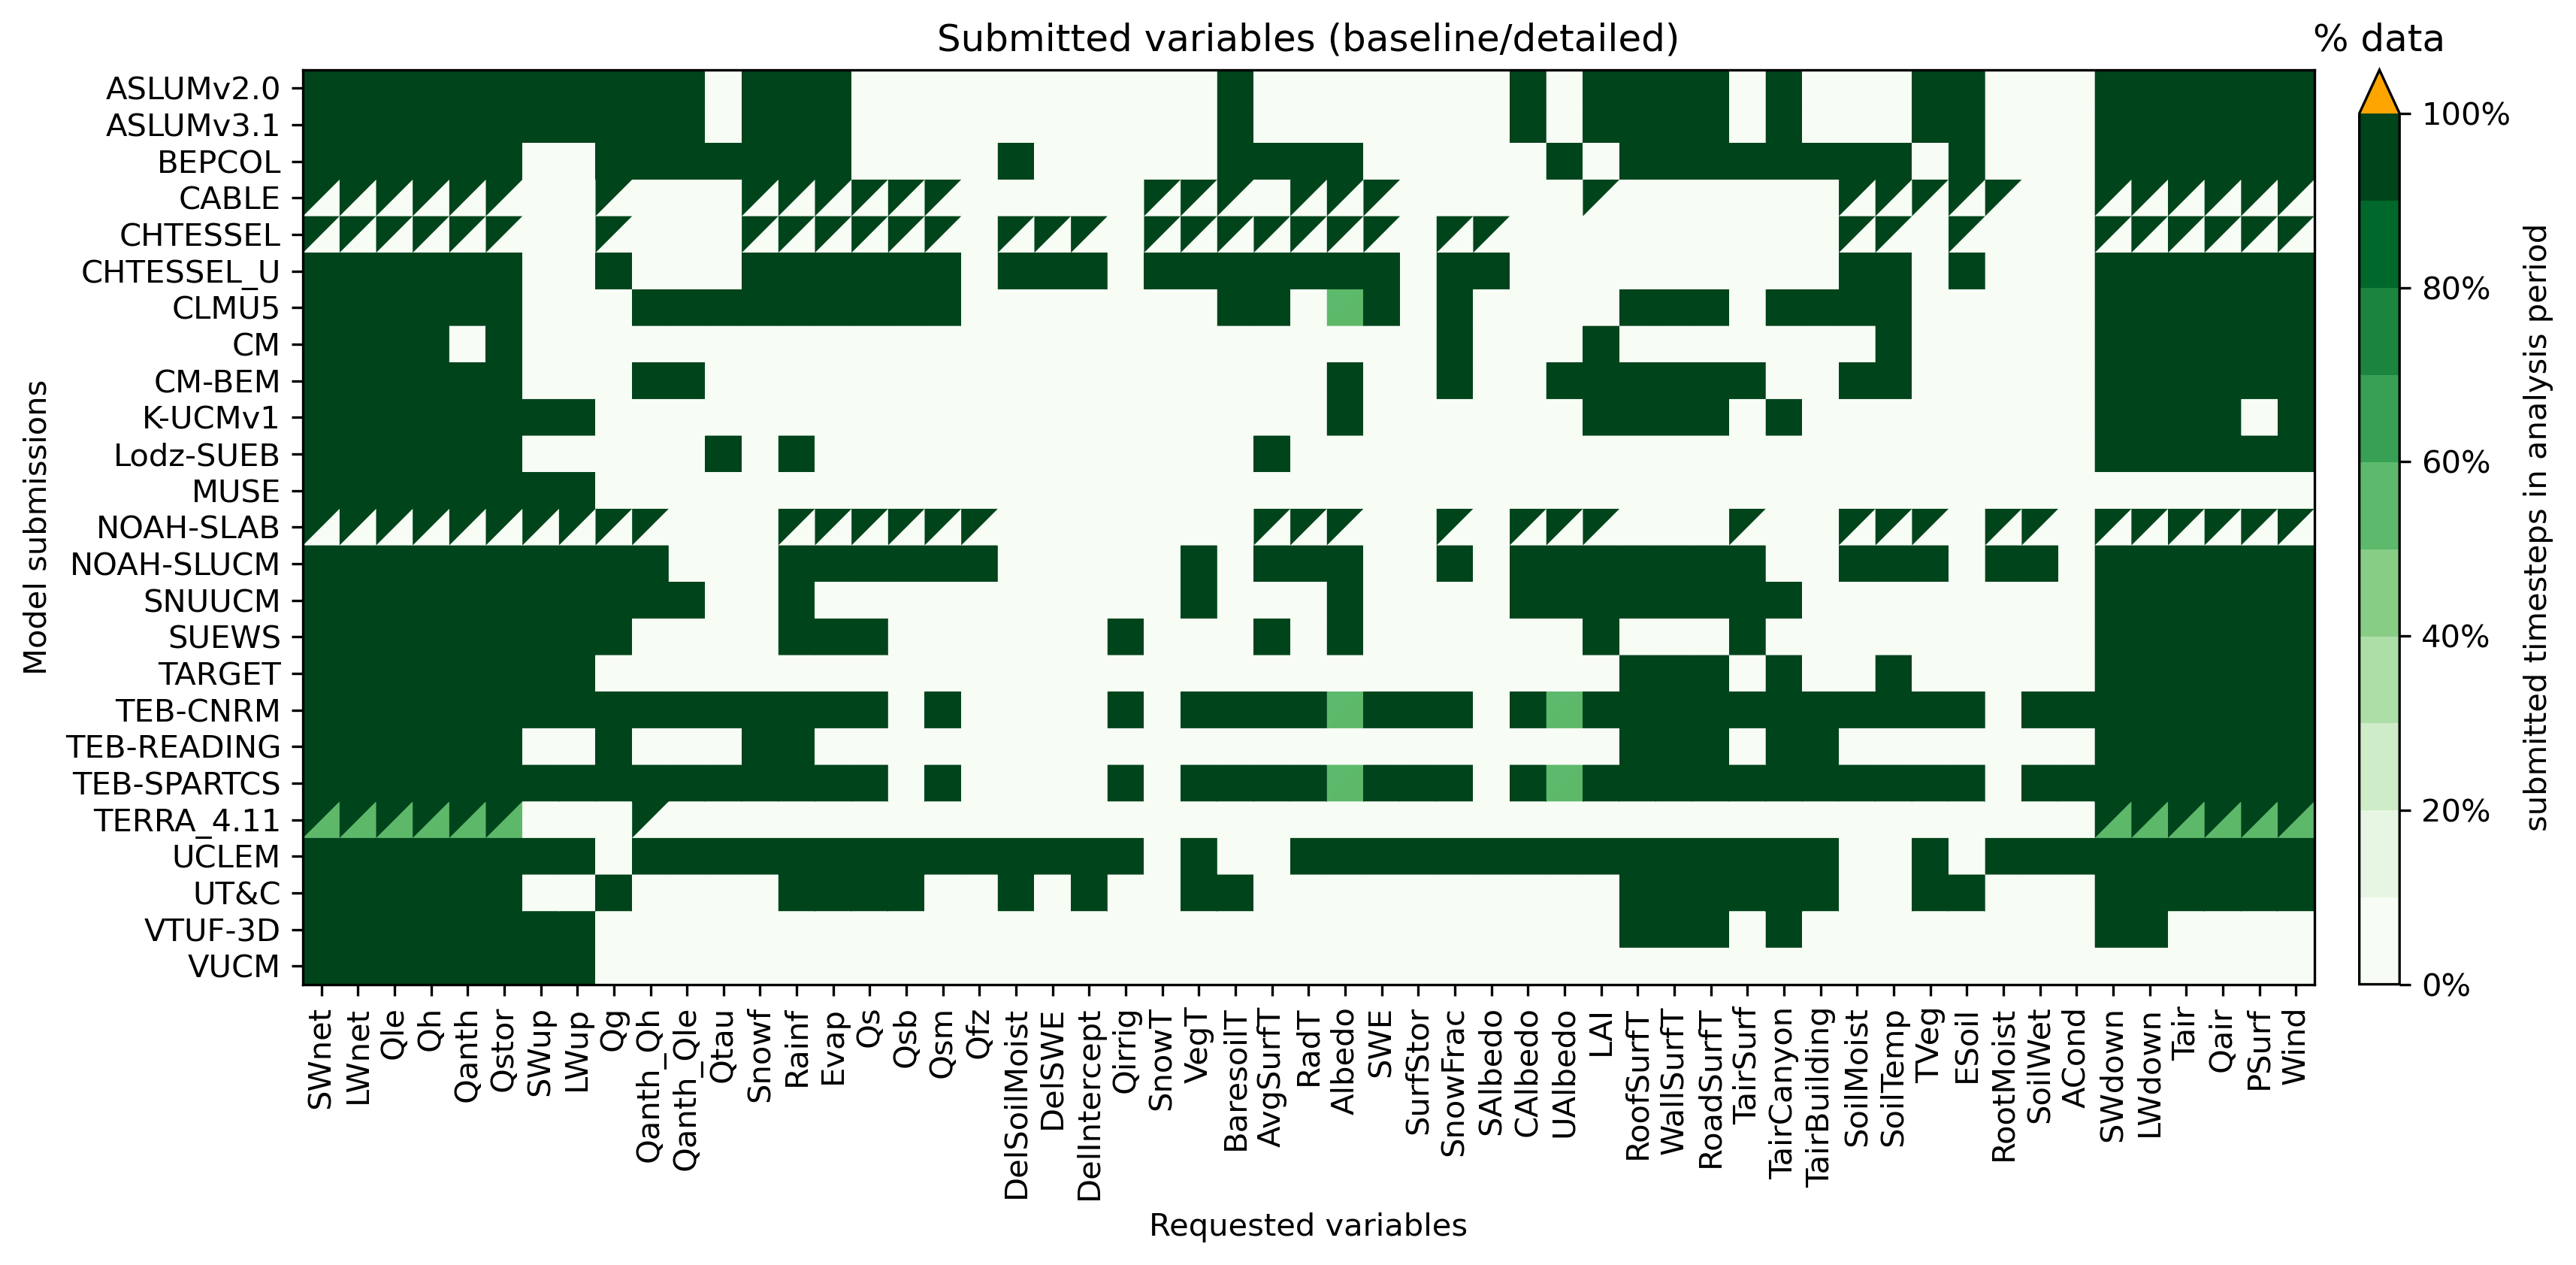 Submitted variables (baseline/detailed)
% data
Model submissions
ASLUMv2.0
ASLUMv3.1
BEPCOL
CABLE
CHTESSEL
CHTESSEL_U
CLMU5
CM
CM-BEM
K-UCMv1
Lodz-SUEB
MUSE
NOAH-SLAB
NOAH-SLUCM
SNUUCM
SUEWS
TARGET
TEB-CNRM
TEB-READING
TEB-SPARTCS
TERRA_4.11
UCLEM
UT&C
VTUF-3D
VUCM
100%
80%
60%
40%
20%
0%
submitted timesteps in analysis period
SWnet
LWnet
Qle
Qh
Qanth
Qstor
SWup
LWup
Qg
Qanth_Qh
Qanth_Qle
Qtau
Snowf
Rainf
Evap
Qs
Qsb
Qsm
Qfz
DelSoilMoist
DelSWE
DelIntercept
Qirrig
SnowT
VegT
BaresoilT
AvgSurfT
RadT
Albedo
SWE
SurfStor
SnowFrac
SAlbedo
CAlbedo
UAlbedo
LAI
RoofSurfT
WallSurfT
RoadSurfT
TairSurf
TairCanyon
TairBuilding
SoilMoist
SoilTemp
TVeg
ESoil
RootMoist
SoilWet
ACond
SWdown
LWdown
Tair
Qair
PSurf
Wind
Requested variables